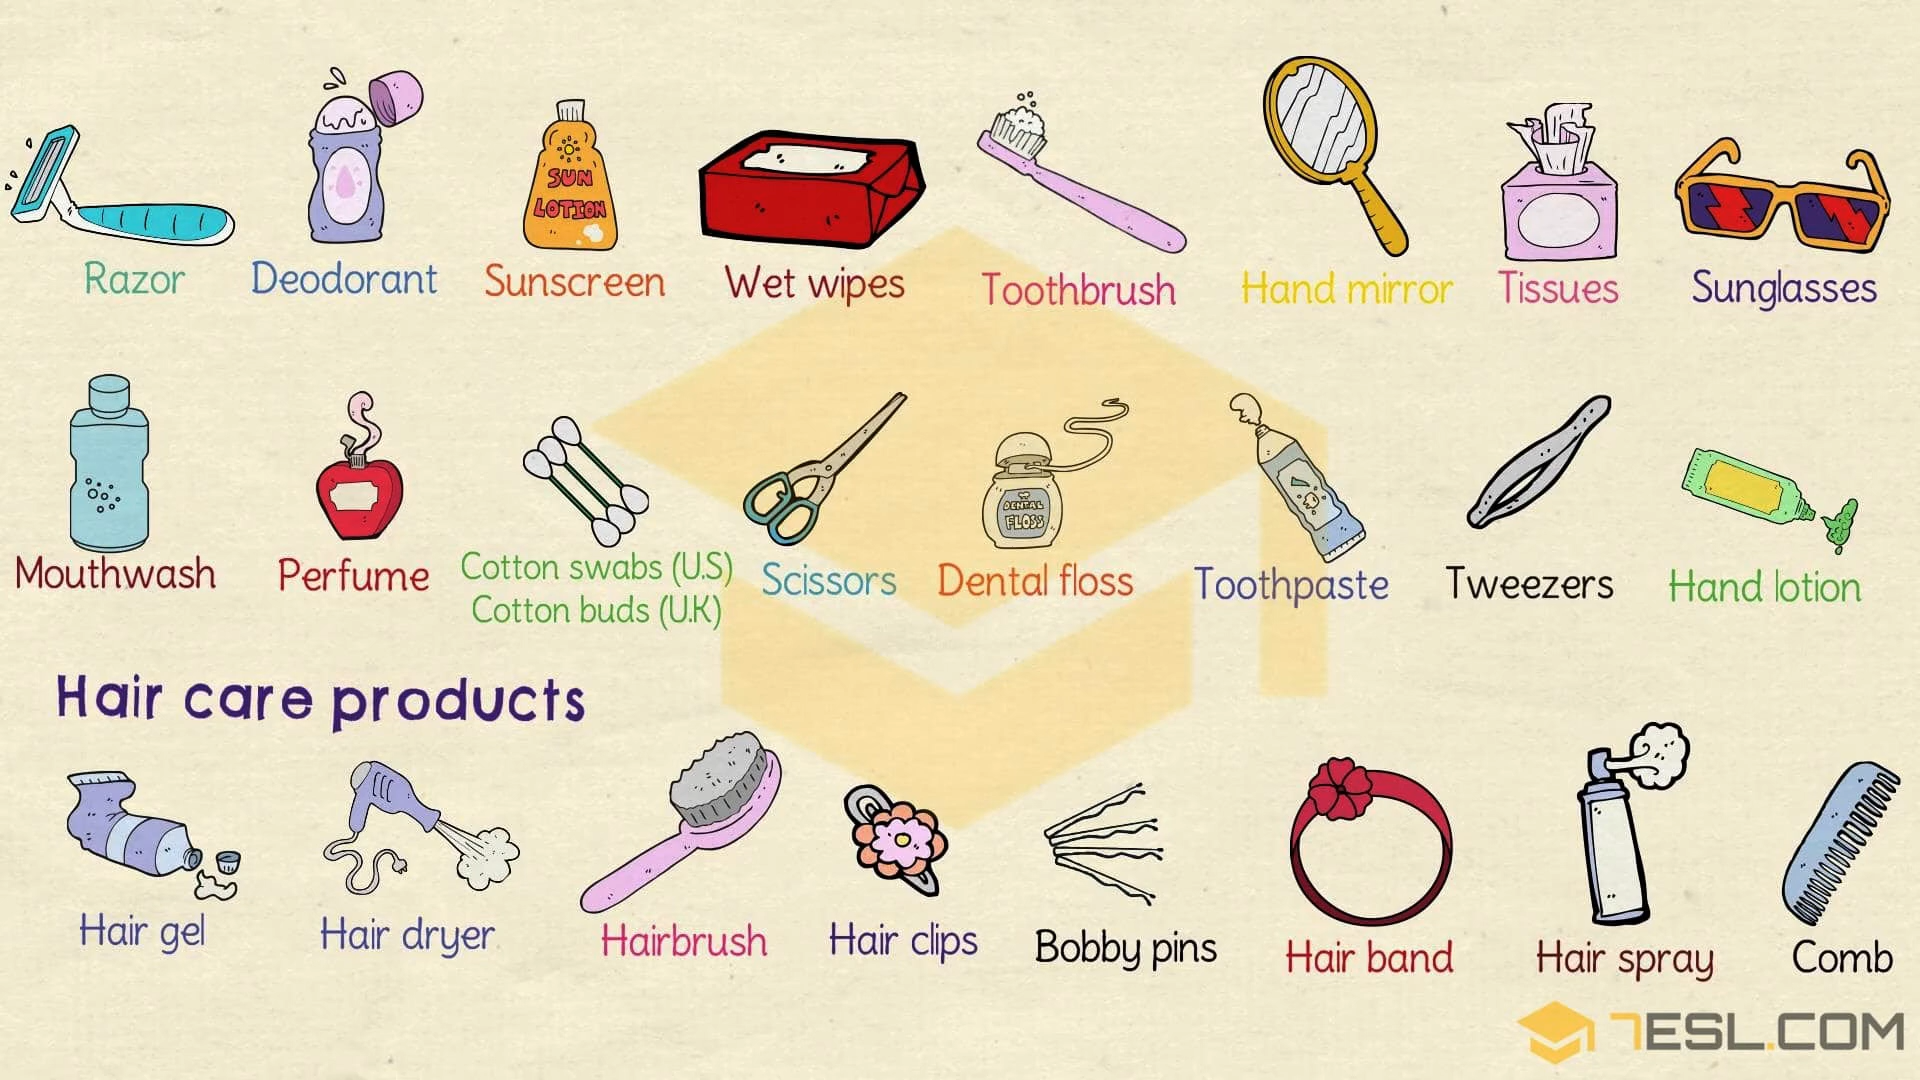 SUN
LOTION
Razor
Deodorant
Sunscreen
Wet wipes
Toothbrush
Hand mirror
Tissues
Sunglasses
DENTAL
FLOSS
Mouthwash
Perfume
Cotton swabs (U.S)
Cotton buds (U.K)
Scissors
Dental floss
Toothpaste
Tweezers
Hand lotion
Hair care products
Hair gel
Hair dryer
Hairbrush
Hair clips
Bobby pins
Hair band
Hair spray
Comb
7ESL.COM